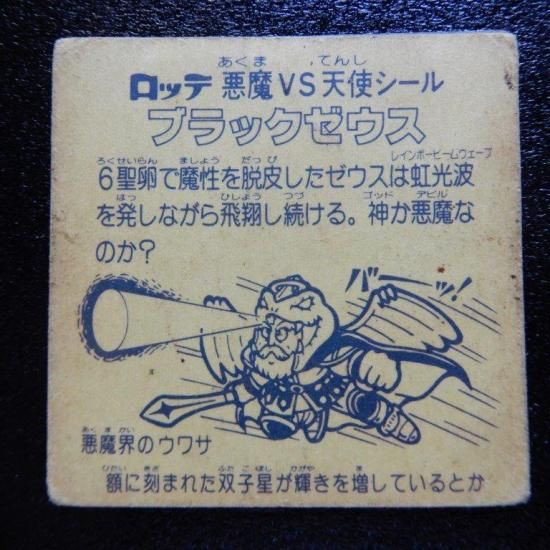 あくま てんし
ロッテ 悪魔VS天使シール
ブラックゼウス
ろくせいらん ましょう だっぴ レインボービームウェーブ
6聖卵で魔性を脱皮したゼウスは虹光波
はっ ひしょう つづ ゴッド デビル
を発しながら飛翔し続ける。神か悪魔な
のか?
バッ!
あくまかい
悪魔界のウワサ
ひたい きざ ふたごぼし かがや ま
額に刻まれた双子星が輝きを増しているとか